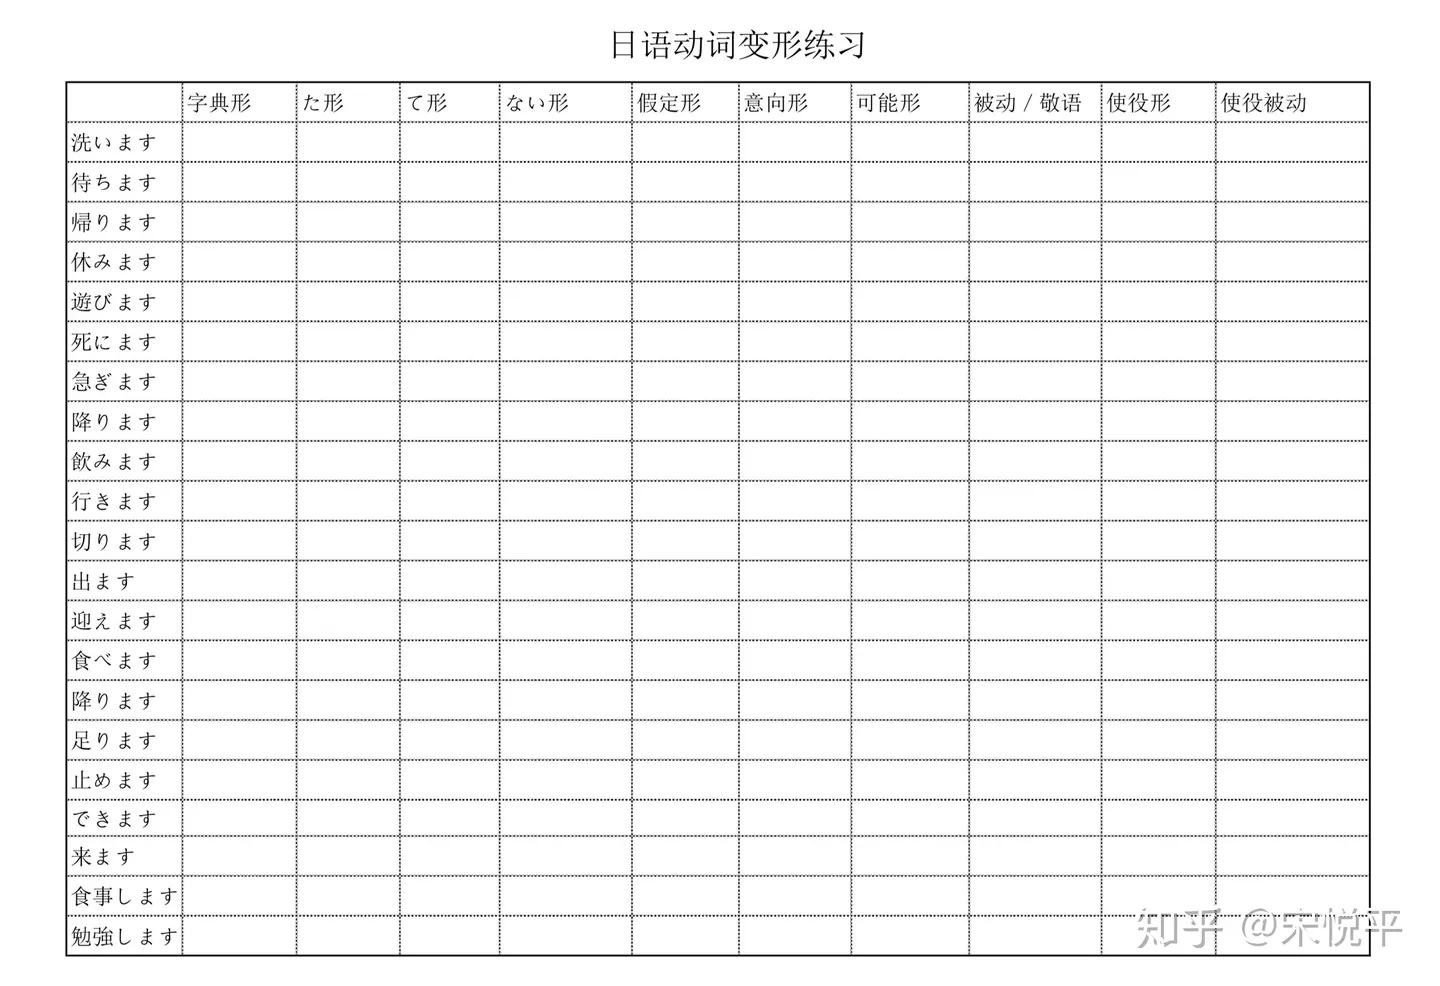 日语动词变形练习
字典形 た形 て形 ない形 假定形 意向形 可能形 被动 / 敬语 使役形 使役被动
洗います
待ちます
帰ります
休みます
遊びます
死にます
急ぎます
降ります
飲みます
行きます
切ります
出ます
迎えます
食べます
降ります
足ります
止めます
できます
来ます
食事します
勉強します
知乎 @宋悦平